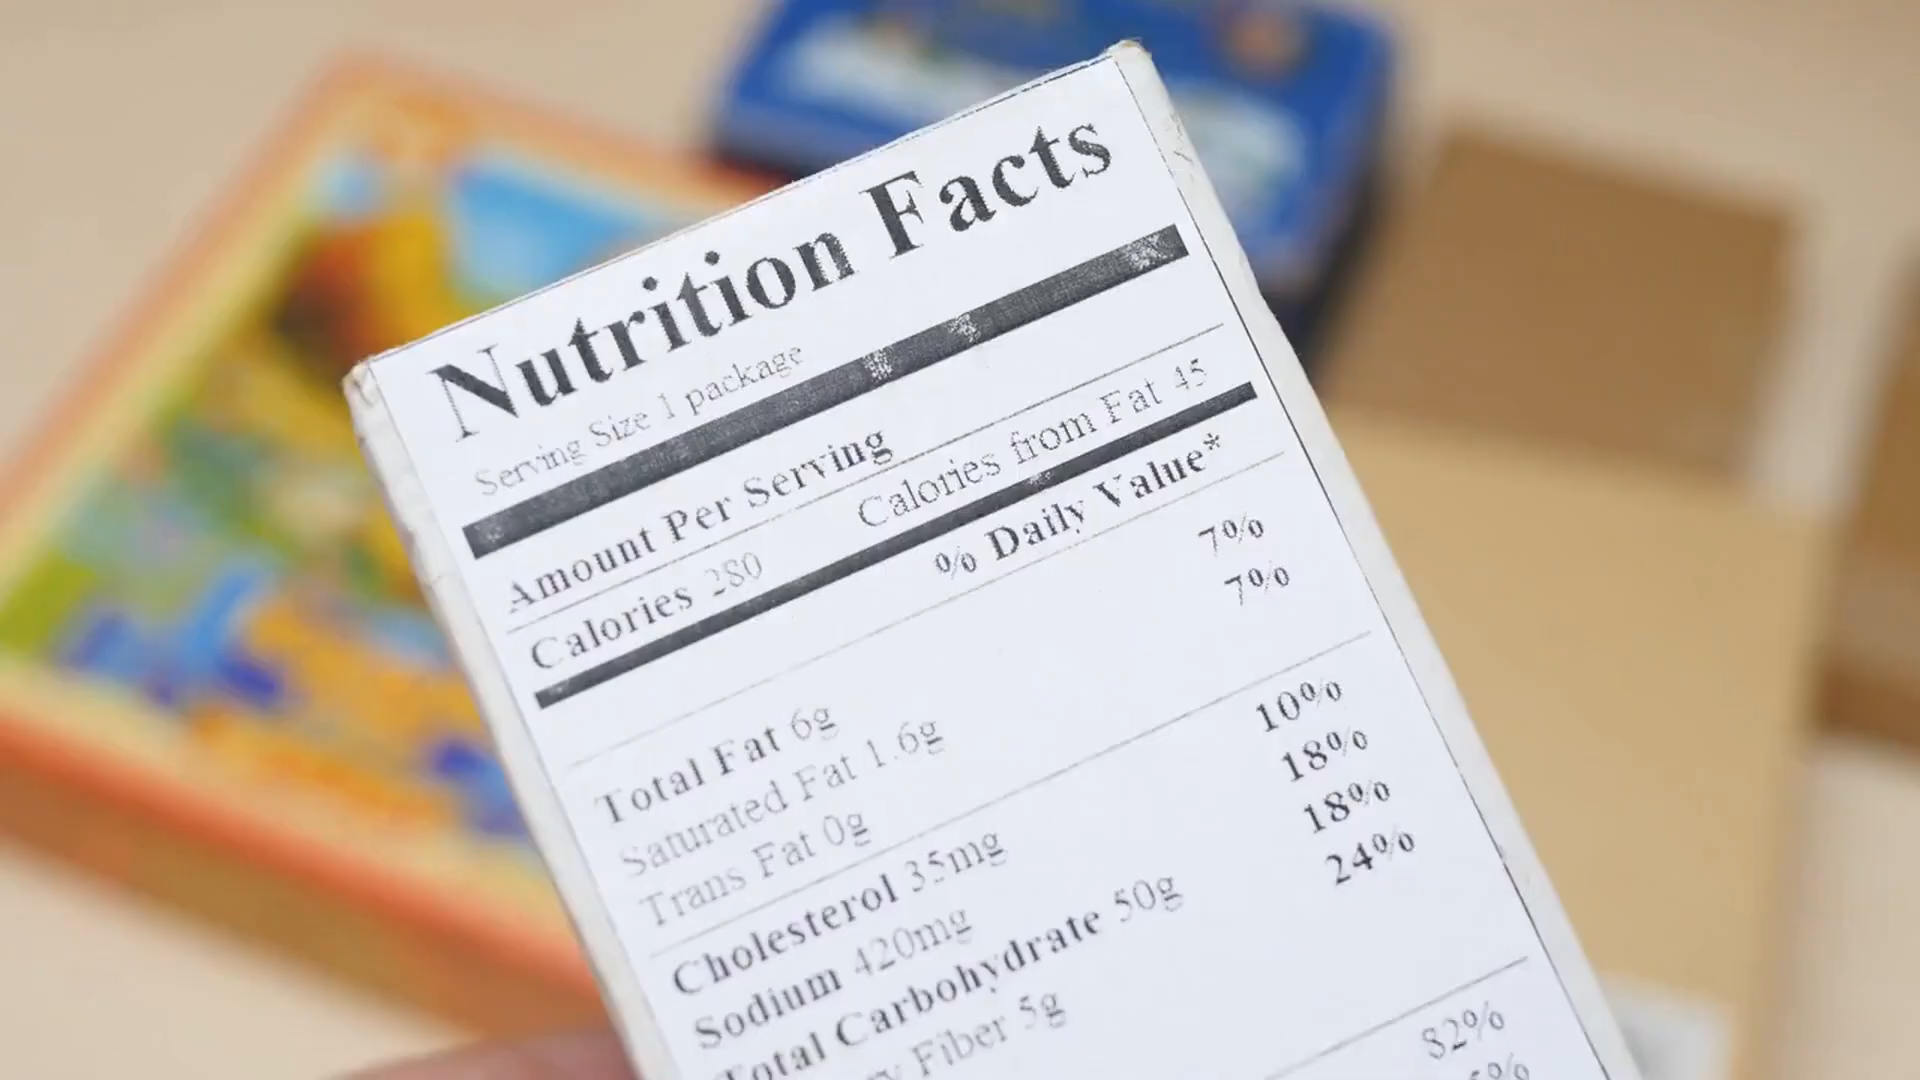 Nutrition Facts
Serving Size 1 package
Amount Per Serving
Calories 280 Calories from Fat 45
% Daily Value*
Total Fat 6g 7%
Saturated Fat 1.6g 7%
Trans Fat 0g
Cholesterol 35mg 10%
Sodium 420mg 18%
Total Carbohydrate 50g 18%
Fiber 5g 24%
82%